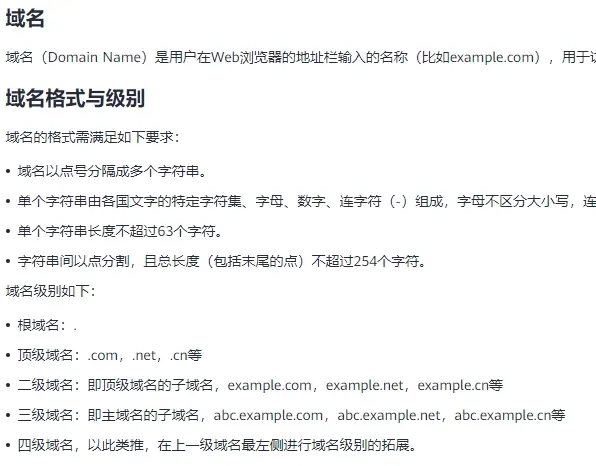 域名
域名（Domain Name）是用户在Web浏览器的地址栏输入的名称（比如example.com），用于
域名格式与级别
域名的格式需满足如下要求：
• 域名以点号分隔成多个字符串。
• 单个字符串由各国文字的特定字符集、字母、数字、连字符（-）组成，字母不区分大小写，连
• 单个字符串长度不超过63个字符。
• 字符串间以点分割，且总长度（包括末尾的点）不超过254个字符。
域名级别如下：
• 根域名：.
• 顶级域名：.com，.net，.cn等
• 二级域名：即顶级域名的子域名，example.com，example.net，example.cn等
• 三级域名：即主域名的子域名，abc.example.com，abc.example.net，abc.example.cn等
• 四级域名，以此类推，在上一级域名最左侧进行域名级别的拓展。